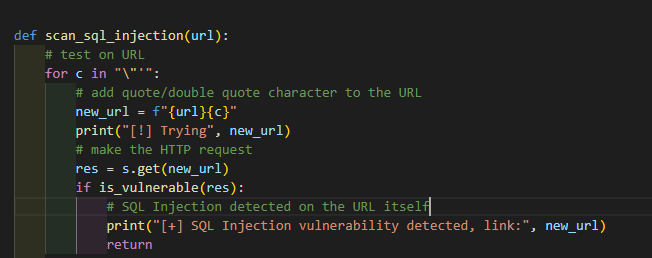 def scan_sql_injection(url):
    # test on URL
    for c in "\"'":
        # add quote/double quote character to the URL
        new_url = f"{url}{c}"
        print("[!] Trying", new_url)
        # make the HTTP request
        res = s.get(new_url)
        if is_vulnerable(res):
            # SQL Injection detected on the URL itself
            print("[+] SQL Injection vulnerability detected, link:", new_url)
            return